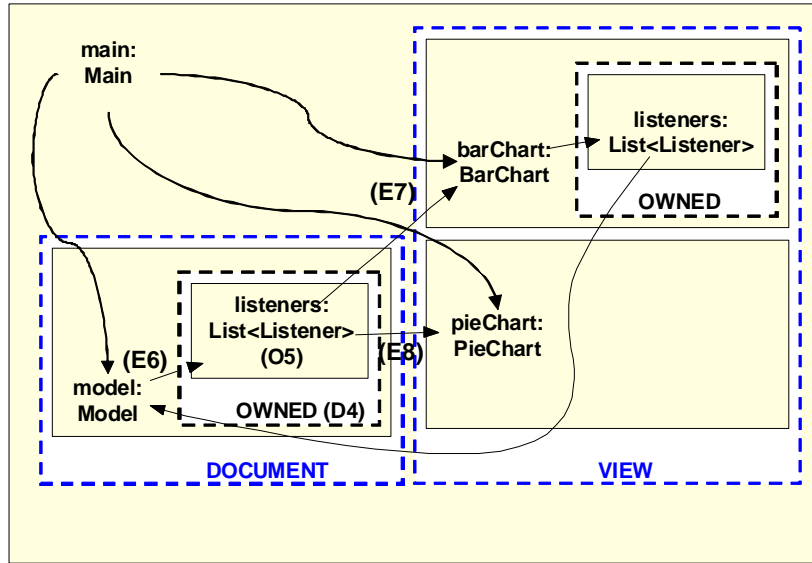 main:
Main
listeners:
List<Listener>
barChart:
BarChart
OWNED
(E7)
listeners:
List<Listener>
(O5)
pieChart:
PieChart
(E8)
(E6)
model:
Model
OWNED (D4)
DOCUMENT
VIEW